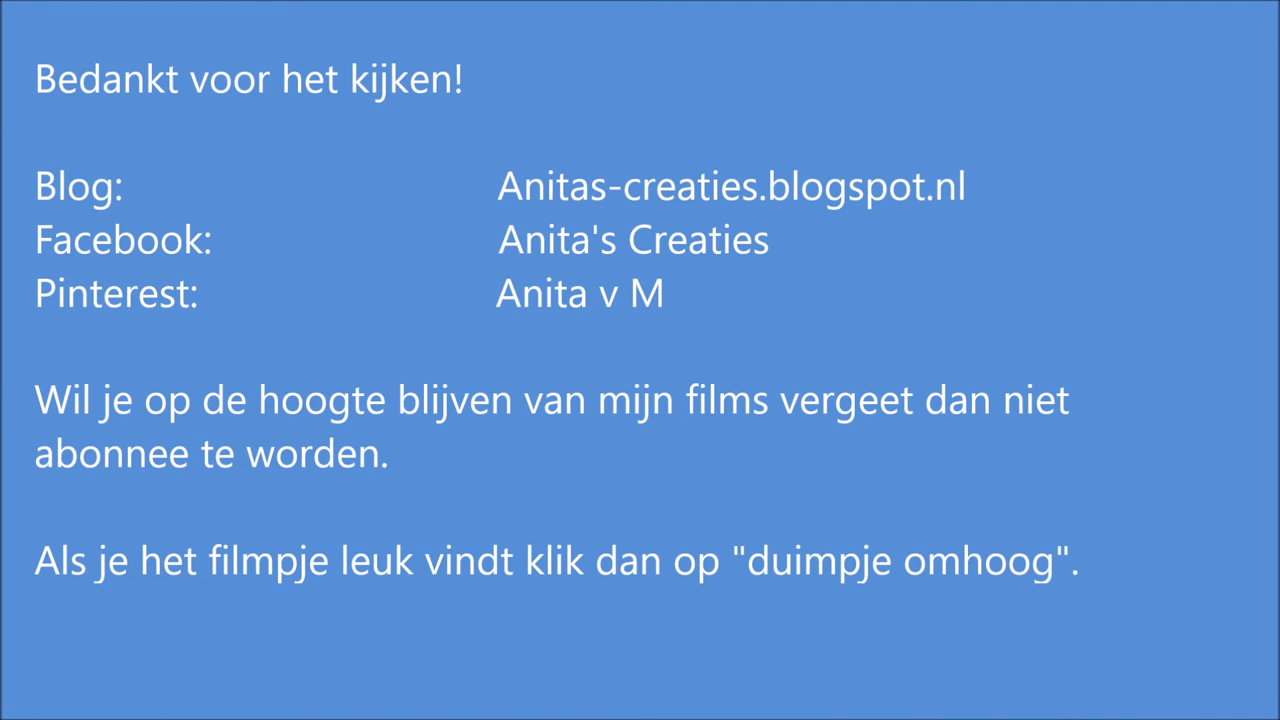 Bedankt voor het kijken!
Blog: Anitas-creaties.blogspot.nl
Facebook: Anita's Creaties
Pinterest: Anita v M
Wil je op de hoogte blijven van mijn films vergeet dan niet
abonnee te worden.
Als je het filmpje leuk vindt klik dan op "duimpje omhoog".